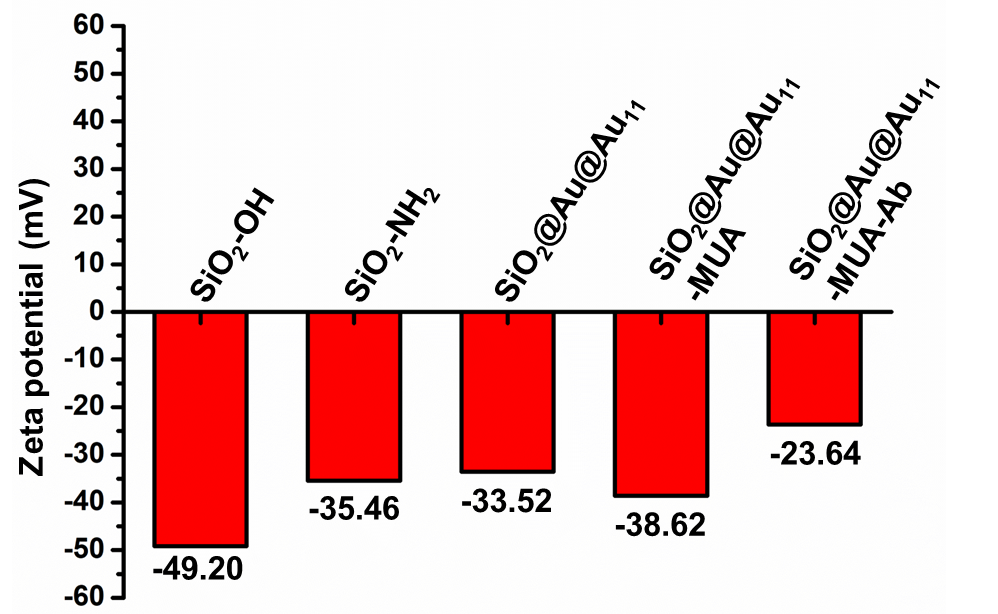 Zeta potential (mV)
60
50
40
30
20
10
0
-10
-20
-30
-40
-50
-60
SiO₂-OH
SiO₂-NH₂
SiO₂@Au@Au₁₁
SiO₂@Au@Au₁₁
-MUA
SiO₂@Au@Au₁₁
-MUA-Ab
-49.20
-35.46
-33.52
-38.62
-23.64